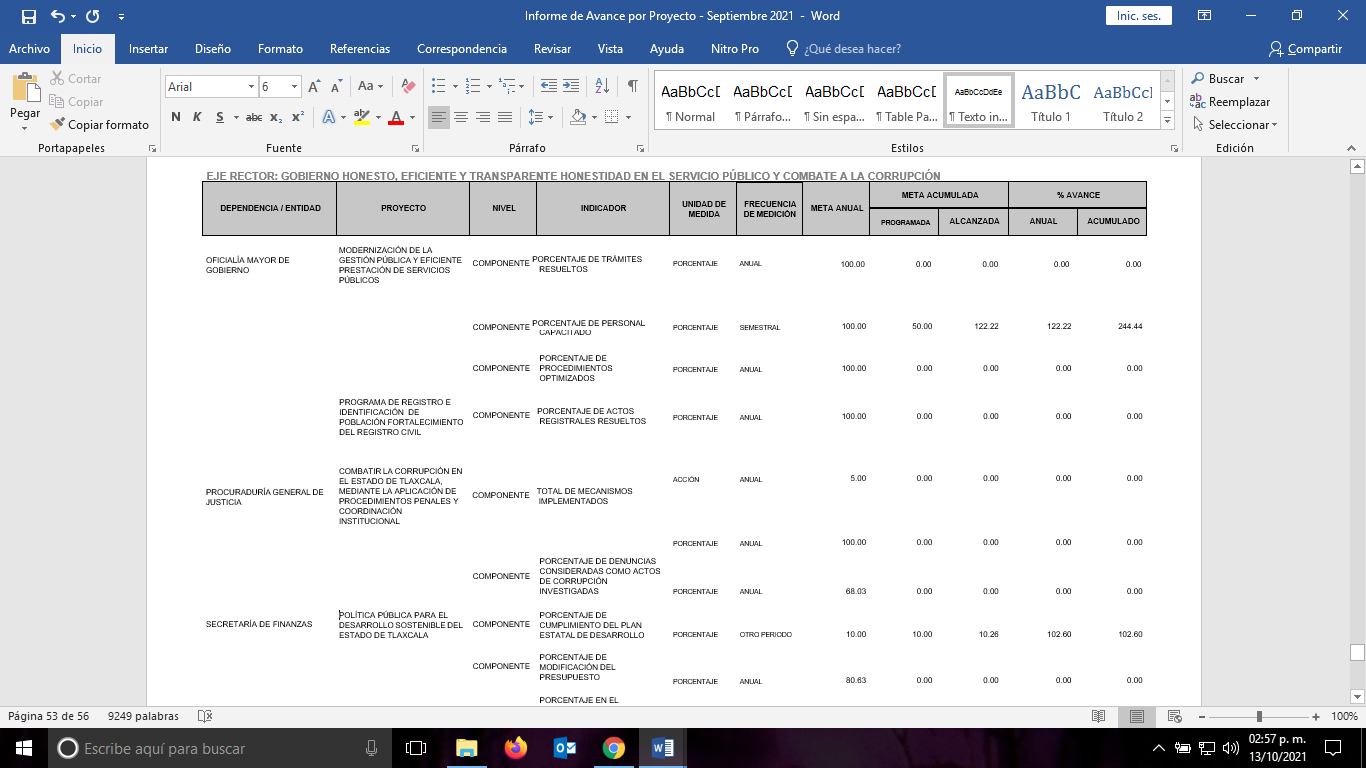 Informe de Avance por Proyecto - Septiembre 2021 - Word
Inic. ses.
Archivo Inicio Insertar Diseño Formato Referencias Correspondencia Revisar Vista Ayuda Nitro Pro ¿Qué desea hacer? Compartir
Pegar
Cortar
Copiar
Copiar formato
Portapapeles
Arial 6
Aa
N K S abc x₂ x² A ab A
Fuente
Párrafo
AaBbCcI AaBbCcI AaBbCcI AaBbCcI AaBbCcDdEe AaBbC AaBbCcI
¶ Normal ¶ Párrafo... ¶ Sin espa... ¶ Table Pa... ¶ Texto in... Título 1 Título 2
Estilos
Buscar
Reemplazar
Seleccionar
Edición
EJE RECTOR: GOBIERNO HONESTO, EFICIENTE Y TRANSPARENTE HONESTIDAD EN EL SERVICIO PÚBLICO Y COMBATE A LA CORRUPCIÓN
DEPENDENCIA / ENTIDAD
PROYECTO
NIVEL
INDICADOR
UNIDAD DE
MEDIDA
FRECUENCIA
DE MEDICIÓN
META ANUAL
META ACUMULADA
PROGRAMADA
ALCANZADA
% AVANCE
ANUAL
ACUMULADO
OFICIALÍA MAYOR DE
GOBIERNO
MODERNIZACIÓN DE LA
GESTIÓN PÚBLICA Y EFICIENTE
PRESTACIÓN DE SERVICIOS
PÚBLICOS
COMPONENTE
PORCENTAJE DE TRÁMITES
RESUELTOS
PORCENTAJE ANUAL 100.00 0.00 0.00 0.00 0.00
COMPONENTE
PORCENTAJE DE PERSONAL
CAPACITADO
PORCENTAJE SEMESTRAL 100.00 50.00 122.22 122.22 244.44
COMPONENTE
PORCENTAJE DE
PROCEDIMIENTOS
OPTIMIZADOS
PORCENTAJE ANUAL 100.00 0.00 0.00 0.00 0.00
PROGRAMA DE REGISTRO E
IDENTIFICACIÓN DE
POBLACIÓN FORTALECIMIENTO
DEL REGISTRO CIVIL
COMPONENTE
PORCENTAJE DE ACTOS
REGISTRALES RESUELTOS
PORCENTAJE ANUAL 100.00 0.00 0.00 0.00 0.00
PROCURADURÍA GENERAL DE
JUSTICIA
COMBATIR LA CORRUPCIÓN EN
EL ESTADO DE TLAXCALA,
MEDIANTE LA APLICACIÓN DE
PROCEDIMIENTOS PENALES Y
COORDINACIÓN
INSTITUCIONAL
COMPONENTE
TOTAL DE MECANISMOS
IMPLEMENTADOS
ACCIÓN ANUAL 5.00 0.00 0.00 0.00 0.00
PORCENTAJE ANUAL 100.00 0.00 0.00 0.00 0.00
COMPONENTE
PORCENTAJE DE DENUNCIAS
CONSIDERADAS COMO ACTOS
DE CORRUPCIÓN
INVESTIGADAS
PORCENTAJE ANUAL 68.03 0.00 0.00 0.00 0.00
SECRETARÍA DE FINANZAS
POLÍTICA PÚBLICA PARA EL
DESARROLLO SOSTENIBLE DEL
ESTADO DE TLAXCALA
COMPONENTE
PORCENTAJE DE
CUMPLIMIENTO DEL PLAN
ESTATAL DE DESARROLLO
PORCENTAJE OTRO PERIODO 10.00 10.00 10.26 102.60 102.60
COMPONENTE
PORCENTAJE DE
MODIFICACIÓN DEL
PRESUPUESTO
PORCENTAJE ANUAL 80.63 0.00 0.00 0.00 0.00
PORCENTAJE EN EL
Página 53 de 56 9249 palabras
100%
Escribe aquí para buscar
02:57 p. m.
13/10/2021